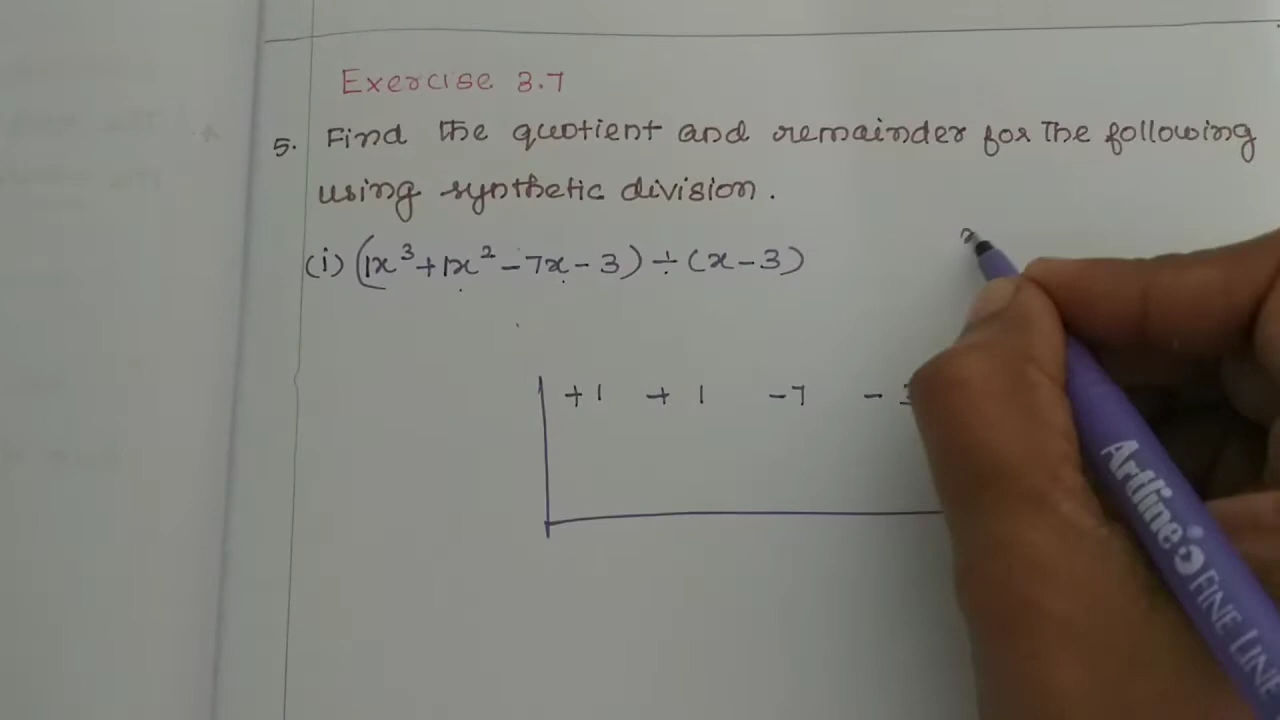 Exercise 3.7
5. Find the quotient and remainder for the following
using synthetic division.
(i) (1x³ + 1x² - 7x - 3) ÷ (x - 3)
+1 + 1 -7 -
Artline FINE LINE